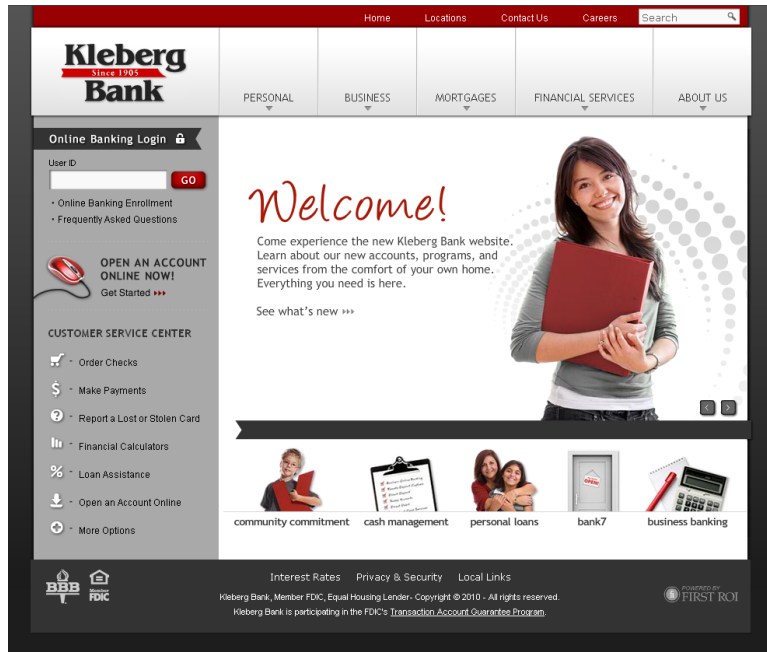 Home Locations Contact Us Careers Search
Kleberg
Since 1905
Bank
PERSONAL BUSINESS MORTGAGES FINANCIAL SERVICES ABOUT US
Online Banking Login
User ID
GO
· Online Banking Enrollment
· Frequently Asked Questions
OPEN AN ACCOUNT
ONLINE NOW!
Get Started
CUSTOMER SERVICE CENTER
- Order Checks
$ - Make Payments
? - Report a Lost or Stolen Card
- Financial Calculators
% - Loan Assistance
- Open an Account Online
- More Options
Welcome!
Come experience the new Kleberg Bank website.
Learn about our new accounts, programs, and
services from the comfort of your own home.
Everything you need is here.
See what's new
OPEN!
community commitment cash management personal loans bank7 business banking
BBB
Member
FDIC
Interest Rates Privacy & Security Local Links
Kleberg Bank, Member FDIC, Equal Housing Lender- Copyright © 2010 - All rights reserved.
Kleberg Bank is participating in the FDIC's Transaction Account Guarantee Program.
POWERED BY
FIRST ROI